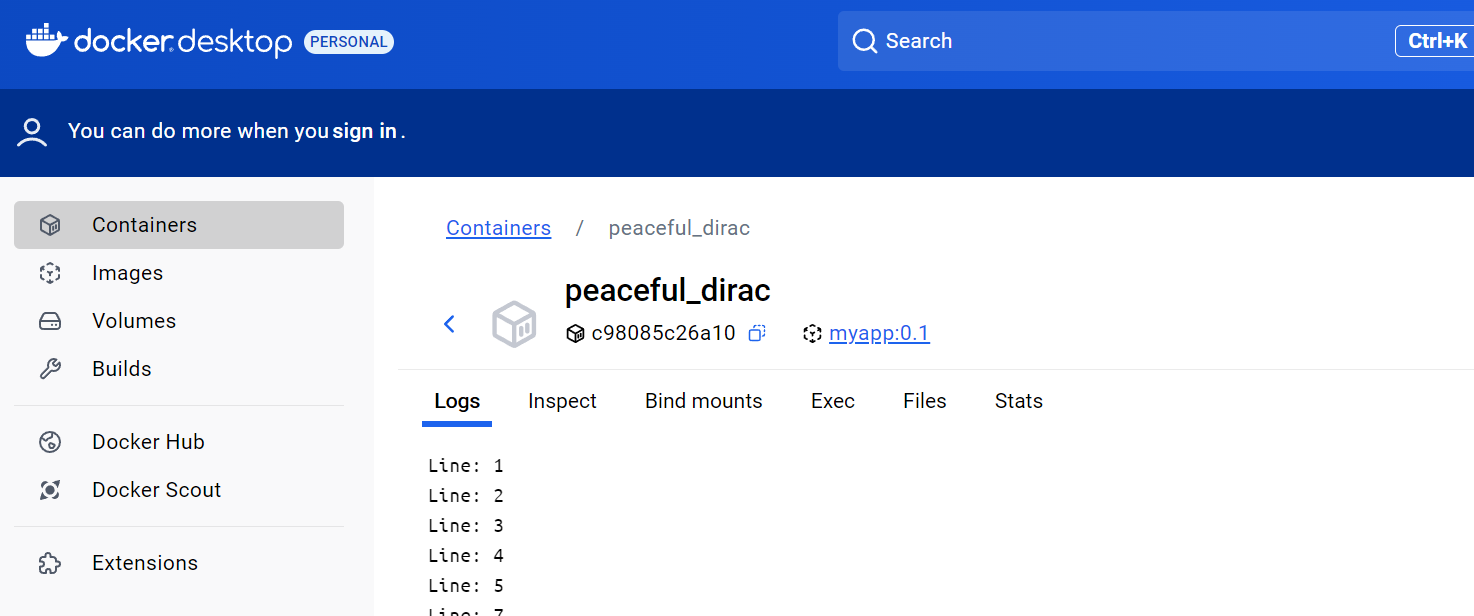 docker desktop PERSONAL
Search
Ctrl+K
You can do more when you sign in.
Containers
Images
Volumes
Builds
Docker Hub
Docker Scout
Extensions
Containers / peaceful_dirac
peaceful_dirac
c98085c26a10 myapp:0.1
Logs Inspect Bind mounts Exec Files Stats
Line: 1
Line: 2
Line: 3
Line: 4
Line: 5
Line: 7